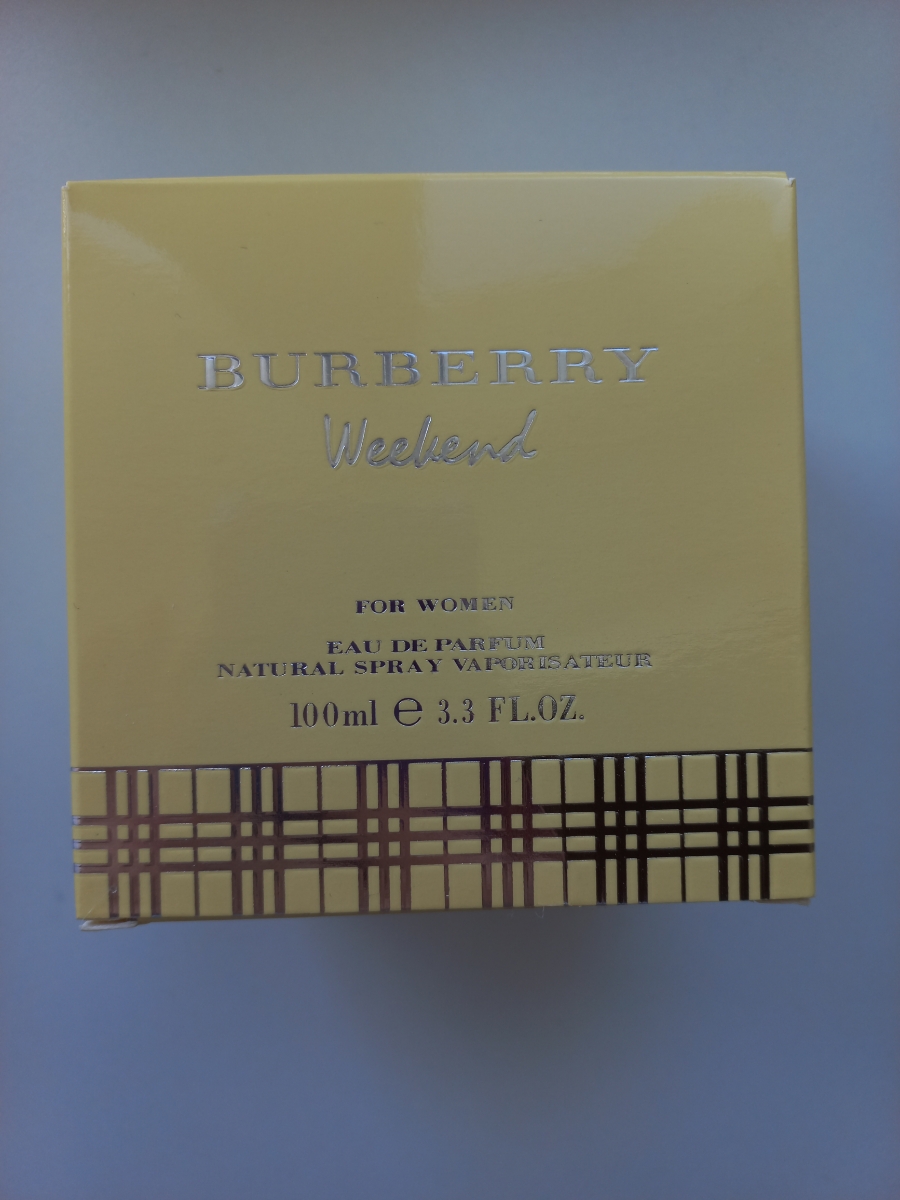 BURBERRY
Weekend
FOR WOMEN
EAU DE PARFUM
NATURAL SPRAY VAPORISATEUR
100ml ℮ 3.3 FL.OZ.